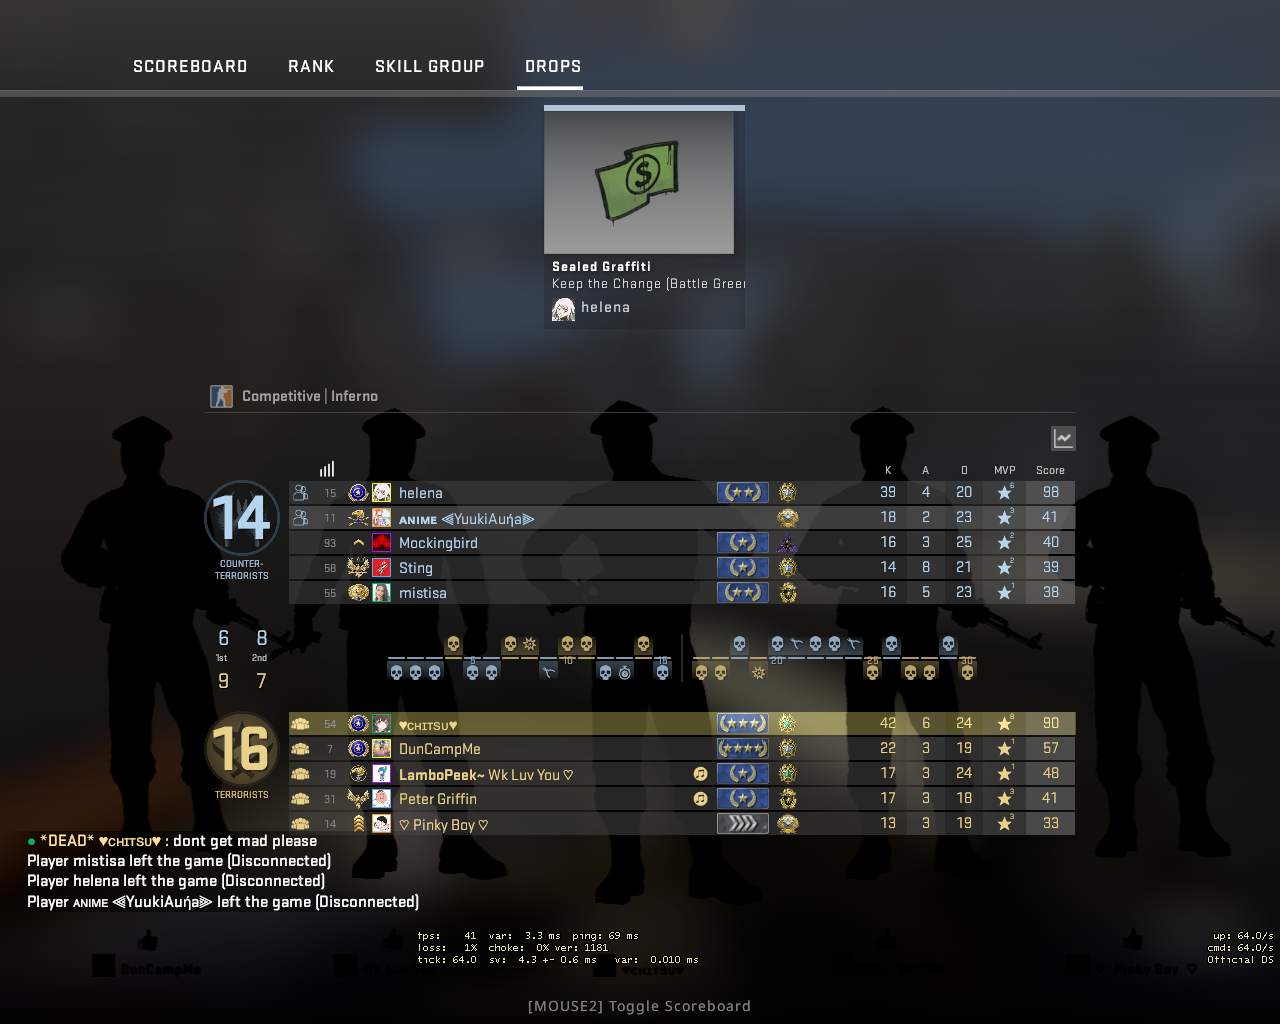 SCOREBOARD RANK SKILL GROUP DROPS
Sealed Graffiti
Keep the Change (Battle Green
helena
Competitive | Inferno
K A D MVP Score
14
COUNTER-
TERRORISTS
15 helena 39 4 20 6 98
11 ANIME ⫷YuukiAuήa⫸ 18 2 23 3 41
93 Mockingbird 16 3 25 2 40
58 Sting 14 8 21 2 39
55 mistisa 16 5 23 1 38
6 8
1st 2nd
9 7
5 10 15 20 25 30
16
TERRORISTS
54 ♥CHITSU♥ 42 6 24 8 90
7 DunCampMe 22 3 19 1 57
19 LamboPeek~ Wk Luv You ♡ 17 3 24 1 48
31 Peter Griffin 17 3 18 3 41
14 ♡ Pinky Boy ♡ 13 3 19 3 33
*DEAD* ♥CHITSU♥ : dont get mad please
Player mistisa left the game (Disconnected)
Player helena left the game (Disconnected)
Player ANIME ⫷YuukiAuήa⫸ left the game (Disconnected)
fps: 41 var: 3.3 ms ping: 69 ms
loss: 1% choke: 0% ver: 1181
tick: 64.0 sv: 4.3 +- 0.6 ms var: 0.010 ms
up: 64.0/s
cmd: 64.0/s
Official DS
DunCampMe ♥CHITSU♥ ♡ Pinky Boy ♡
[MOUSE2] Toggle Scoreboard